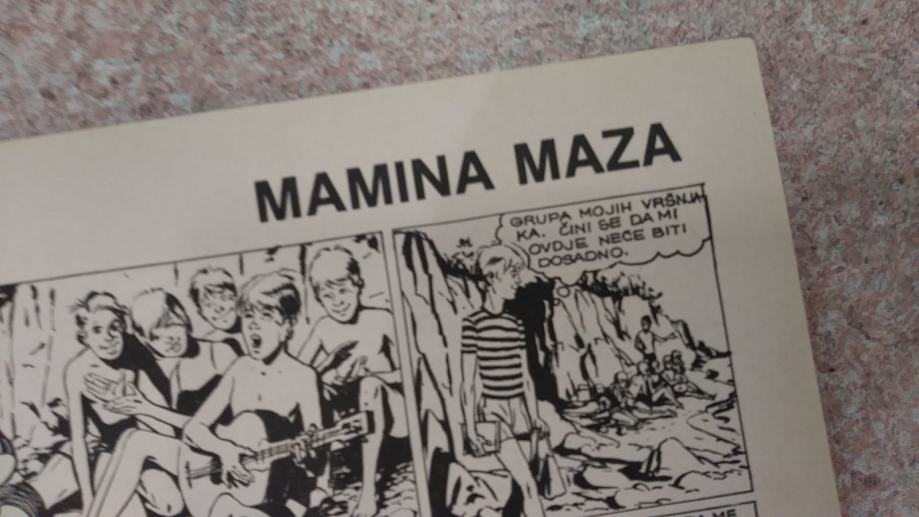 MAMINA MAZA
GRUPA MOJIH VRŠNJA
KA. ČINI SE DA MI
OVDJE NEĆE BITI
DOSADNO.